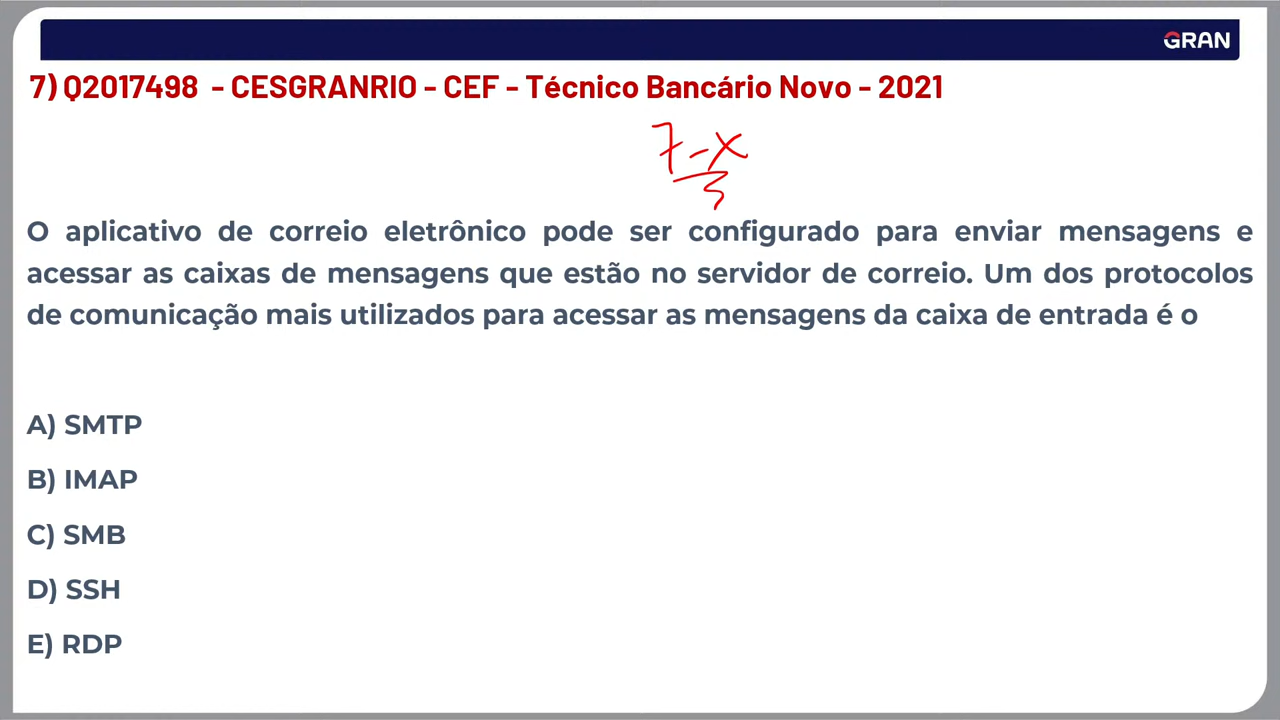 GRAN
7) Q2017498 - CESGRANRIO - CEF - Técnico Bancário Novo - 2021
7-x
O aplicativo de correio eletrônico pode ser configurado para enviar mensagens e
acessar as caixas de mensagens que estão no servidor de correio. Um dos protocolos
de comunicação mais utilizados para acessar as mensagens da caixa de entrada é o
A) SMTP
B) IMAP
C) SMB
D) SSH
E) RDP